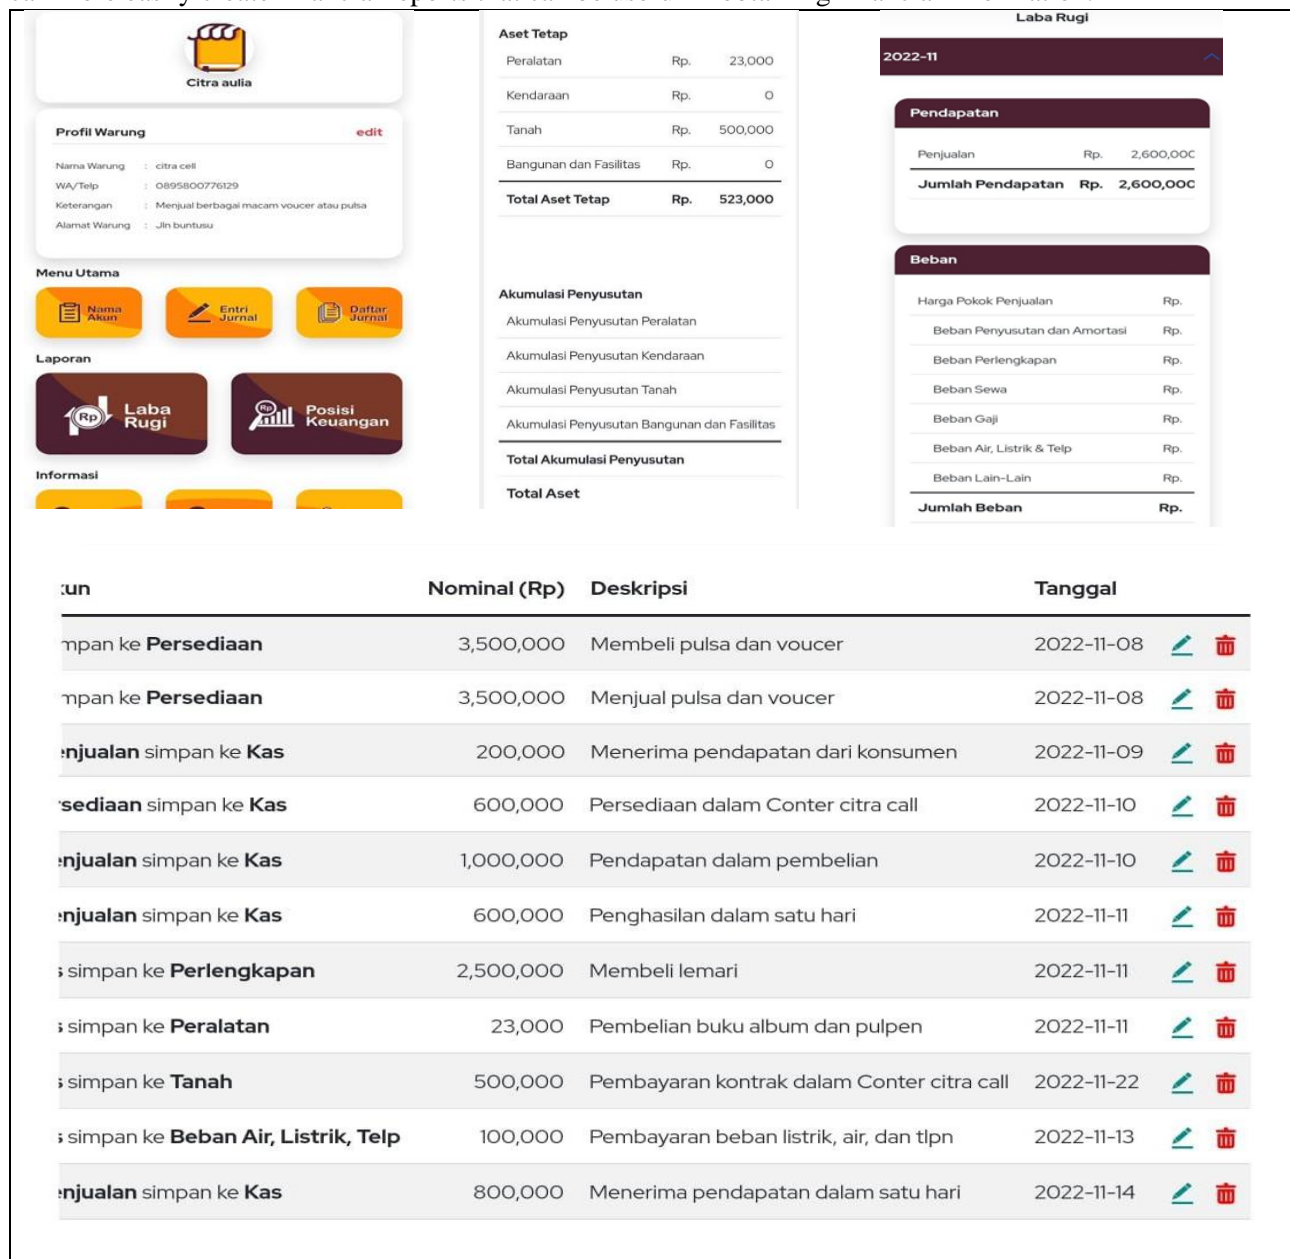 Citra aulia
Profil Warung edit
Nama Warung : citra cell
WA/Telp : 0895800776129
Keterangan : Menjual berbagai macam voucer atau pulsa
Alamat Warung : Jln buntusu
Menu Utama
Nama Akun
Entri Jurnal
Daftar Jurnal
Laporan
Rp Laba Rugi
Rp Posisi Keuangan
Informasi
Aset Tetap
Peralatan Rp. 23,000
Kendaraan Rp. 0
Tanah Rp. 500,000
Bangunan dan Fasilitas Rp. 0
Total Aset Tetap Rp. 523,000
Akumulasi Penyusutan
Akumulasi Penyusutan Peralatan
Akumulasi Penyusutan Kendaraan
Akumulasi Penyusutan Tanah
Akumulasi Penyusutan Bangunan dan Fasilitas
Total Akumulasi Penyusutan
Total Aset
Laba Rugi
2022-11
Pendapatan
Penjualan Rp. 2,600,000
Jumlah Pendapatan Rp. 2,600,000
Beban
Harga Pokok Penjualan Rp.
Beban Penyusutan dan Amortasi Rp.
Beban Perlengkapan Rp.
Beban Sewa Rp.
Beban Gaji Rp.
Beban Air, Listrik & Telp Rp.
Beban Lain-Lain Rp.
Jumlah Beban Rp.
kun Nominal (Rp) Deskripsi Tanggal
mpan ke Persediaan 3,500,000 Membeli pulsa dan voucer 2022-11-08
mpan ke Persediaan 3,500,000 Menjual pulsa dan voucer 2022-11-08
enjualan simpan ke Kas 200,000 Menerima pendapatan dari konsumen 2022-11-09
rsediaan simpan ke Kas 600,000 Persediaan dalam Conter citra call 2022-11-10
enjualan simpan ke Kas 1,000,000 Pendapatan dalam pembelian 2022-11-10
enjualan simpan ke Kas 600,000 Penghasilan dalam satu hari 2022-11-11
s simpan ke Perlengkapan 2,500,000 Membeli lemari 2022-11-11
s simpan ke Peralatan 23,000 Pembelian buku album dan pulpen 2022-11-11
s simpan ke Tanah 500,000 Pembayaran kontrak dalam Conter citra call 2022-11-22
s simpan ke Beban Air, Listrik, Telp 100,000 Pembayaran beban listrik, air, dan tlpn 2022-11-13
enjualan simpan ke Kas 800,000 Menerima pendapatan dalam satu hari 2022-11-14